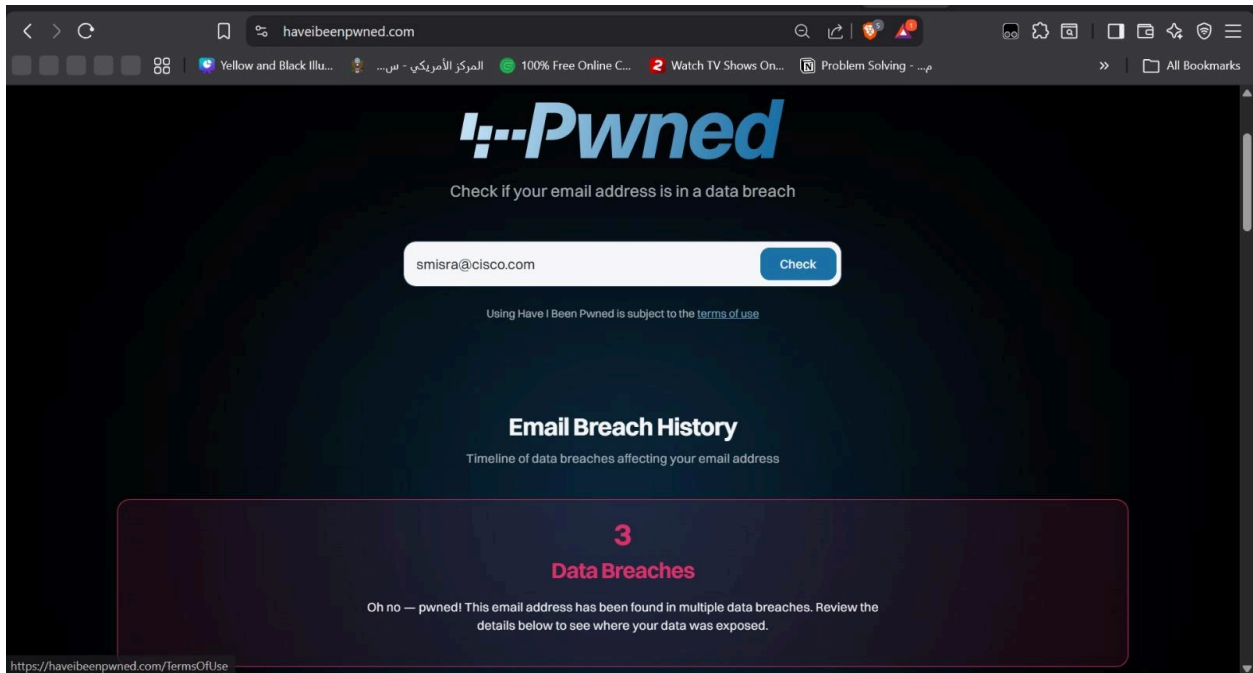 haveibeenpwned.com
5
1
Yellow and Black Illu...
المركز الأمريكي - س...
100% Free Online C...
Watch TV Shows On...
Problem Solving - ...م
»
All Bookmarks
Pwned
Check if your email address is in a data breach
smisra@cisco.com
Check
Using Have I Been Pwned is subject to the terms of use
Email Breach History
Timeline of data breaches affecting your email address
3
Data Breaches
Oh no — pwned! This email address has been found in multiple data breaches. Review the
details below to see where your data was exposed.
https://haveibeenpwned.com/TermsOfUse